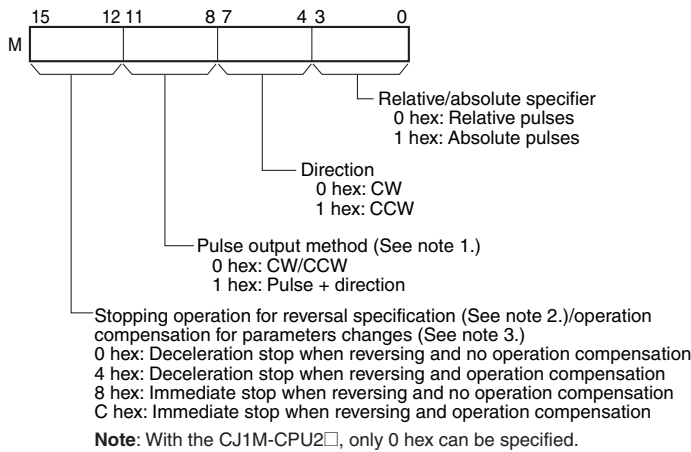 15 12 11 8 7 4 3 0
M
Relative/absolute specifier
0 hex: Relative pulses
1 hex: Absolute pulses
Direction
0 hex: CW
1 hex: CCW
Pulse output method (See note 1.)
0 hex: CW/CCW
1 hex: Pulse + direction
Stopping operation for reversal specification (See note 2.)/operation
compensation for parameters changes (See note 3.)
0 hex: Deceleration stop when reversing and no operation compensation
4 hex: Deceleration stop when reversing and operation compensation
8 hex: Immediate stop when reversing and no operation compensation
C hex: Immediate stop when reversing and operation compensation
Note: With the CJ1M-CPU2□, only 0 hex can be specified.